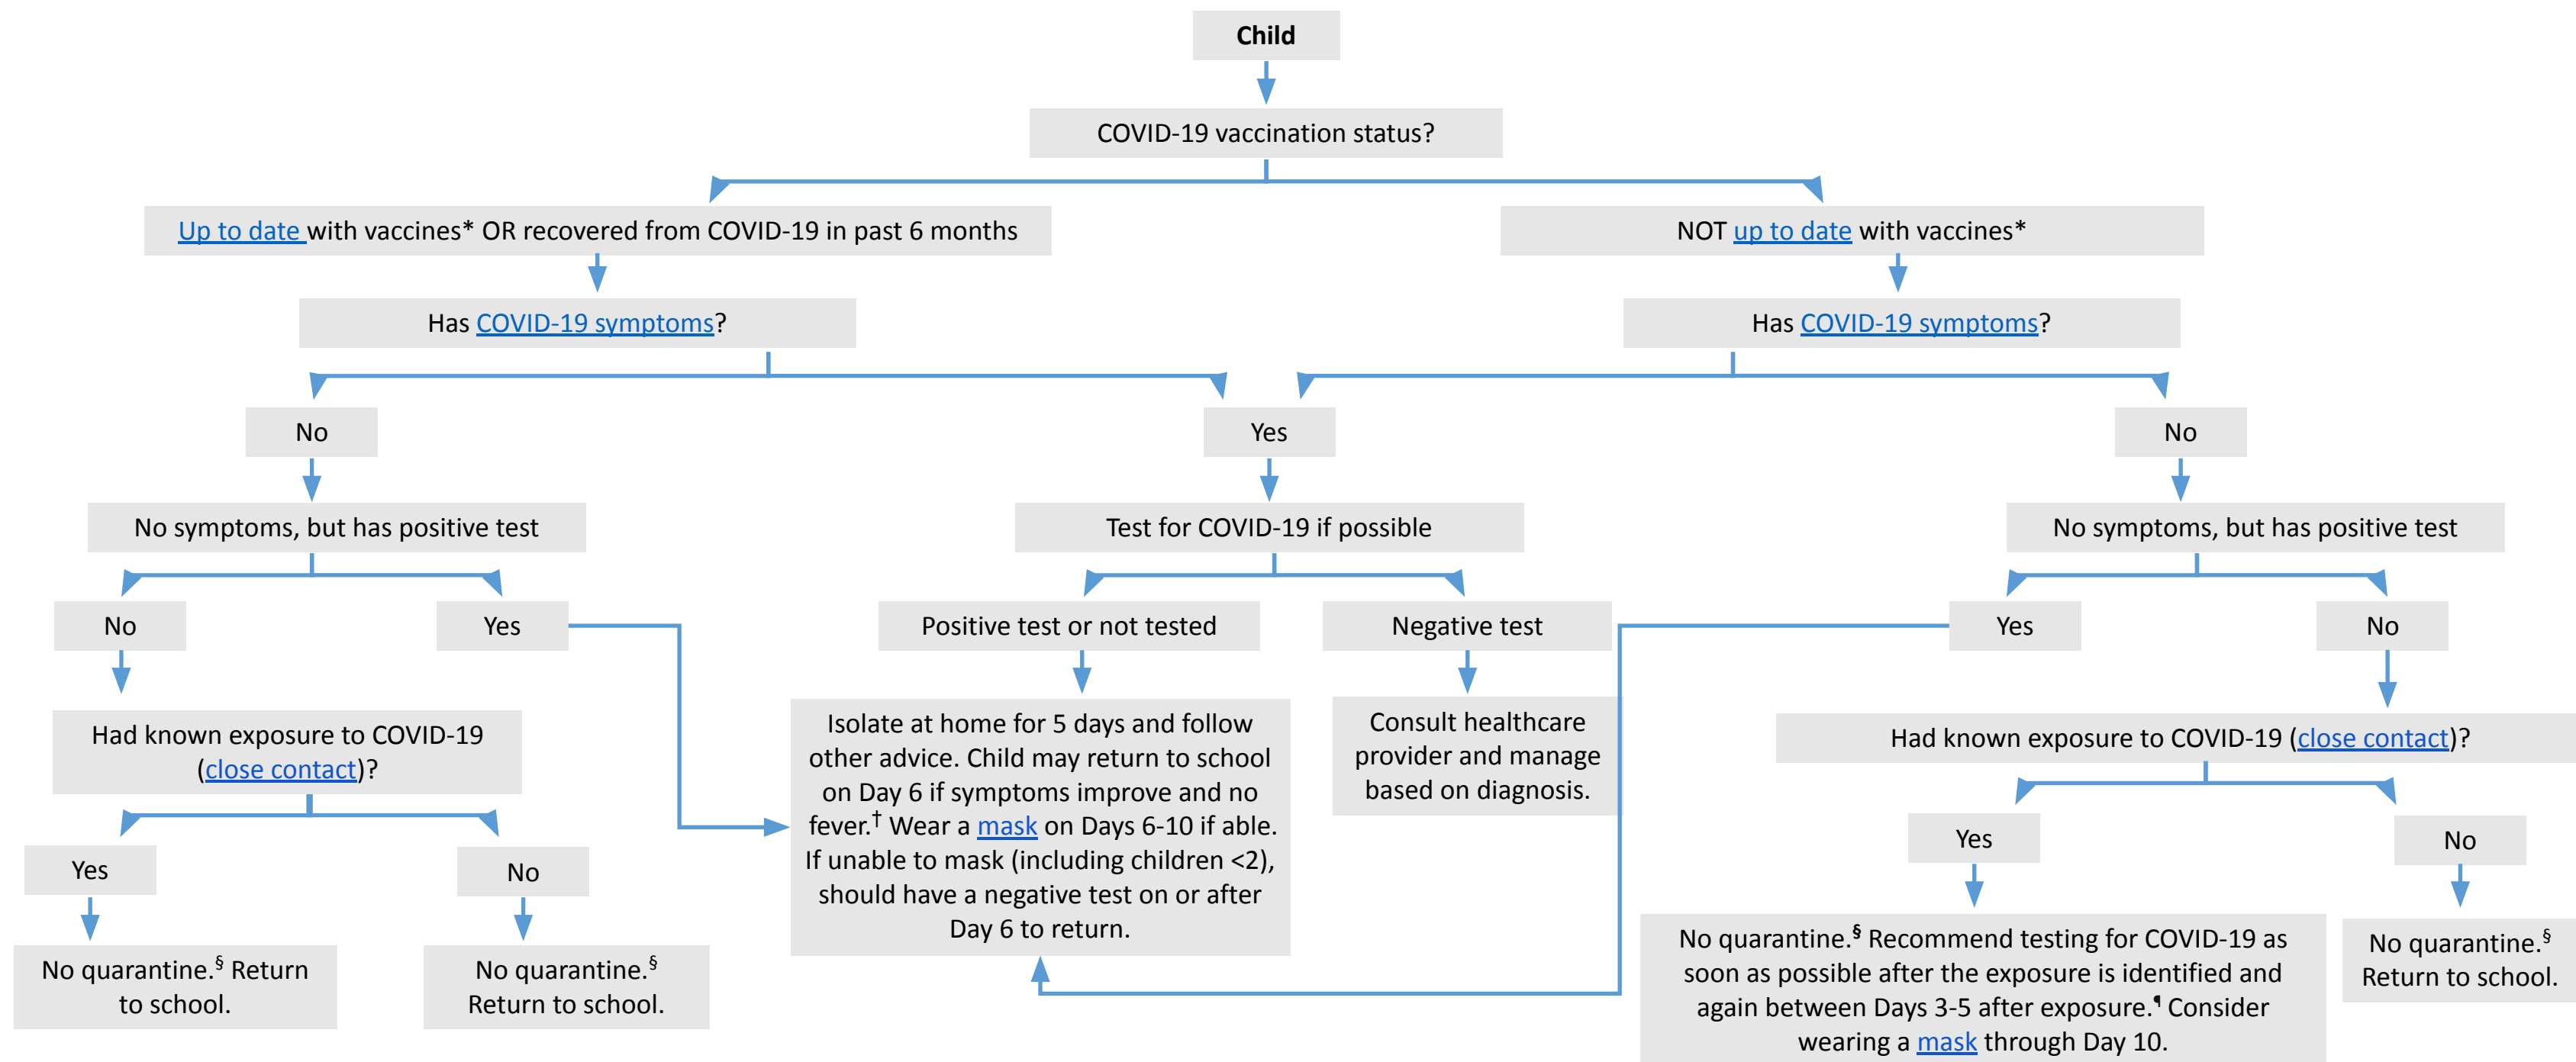 Child
COVID-19 vaccination status?
Up to date with vaccines* OR recovered from COVID-19 in past 6 months
NOT up to date with vaccines*
Has COVID-19 symptoms?
Has COVID-19 symptoms?
No
Yes
No
No symptoms, but has positive test
Test for COVID-19 if possible
No symptoms, but has positive test
No
Yes
Positive test or not tested
Negative test
Yes
No
Had known exposure to COVID-19
(close contact)?
Isolate at home for 5 days and follow
other advice. Child may return to school
on Day 6 if symptoms improve and no
fever.† Wear a mask on Days 6-10 if able.
If unable to mask (including children <2),
should have a negative test on or after
Day 6 to return.
Consult healthcare
provider and manage
based on diagnosis.
Had known exposure to COVID-19 (close contact)?
Yes
No
Yes
No
No quarantine.§ Return
to school.
No quarantine.§
Return to school.
No quarantine.§ Recommend testing for COVID-19 as
soon as possible after the exposure is identified and
again between Days 3-5 after exposure.¶ Consider
wearing a mask through Day 10.
No quarantine.§
Return to school.